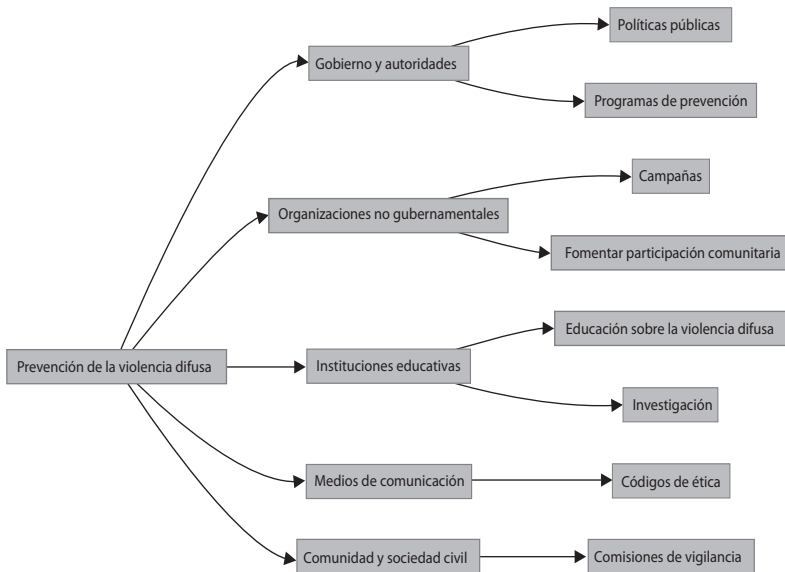 Prevención de la violencia difusa
Gobierno y autoridades
Políticas públicas
Programas de prevención
Organizaciones no gubernamentales
Campañas
Fomentar participación comunitaria
Instituciones educativas
Educación sobre la violencia difusa
Investigación
Medios de comunicación
Códigos de ética
Comunidad y sociedad civil
Comisiones de vigilancia